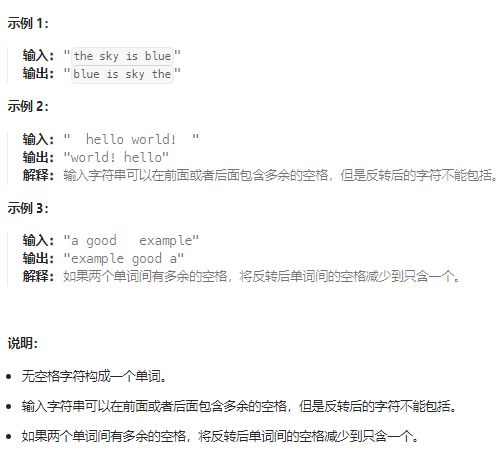 示例 1：
输入："the sky is blue"
输出："blue is sky the"
示例 2：
输入："  hello world!  "
输出："world! hello"
解释：输入字符串可以在前面或者后面包含多余的空格，但是反转后的字符不能包括。
示例 3：
输入："a good   example"
输出："example good a"
解释：如果两个单词间有多余的空格，将反转后单词间的空格减少到只含一个。
说明：
• 无空格字符构成一个单词。
• 输入字符串可以在前面或者后面包含多余的空格，但是反转后的字符不能包括。
• 如果两个单词间有多余的空格，将反转后单词间的空格减少到只含一个。